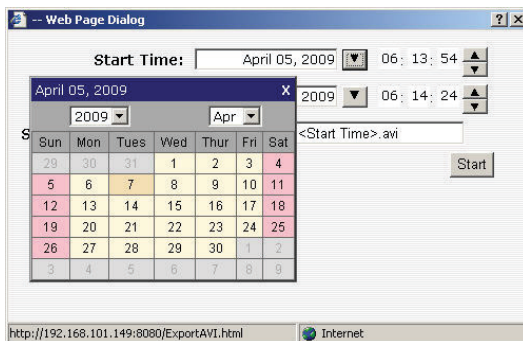 -- Web Page Dialog ? x
Start Time: April 05, 2009 06: 13: 54
April 05, 2009 X
2009 06: 14: 24
2009 Apr
S <Start Time>.avi
Sun Mon Tues Wed Thur Fri Sat
Start
29 30 31 1 2 3 4
5 6 7 8 9 10 11
12 13 14 15 16 17 18
19 20 21 22 23 24 25
26 27 28 29 30 1 2
3 4 5 6 7 8 9
http://192.168.101.149:8080/ExportAVI.html Internet